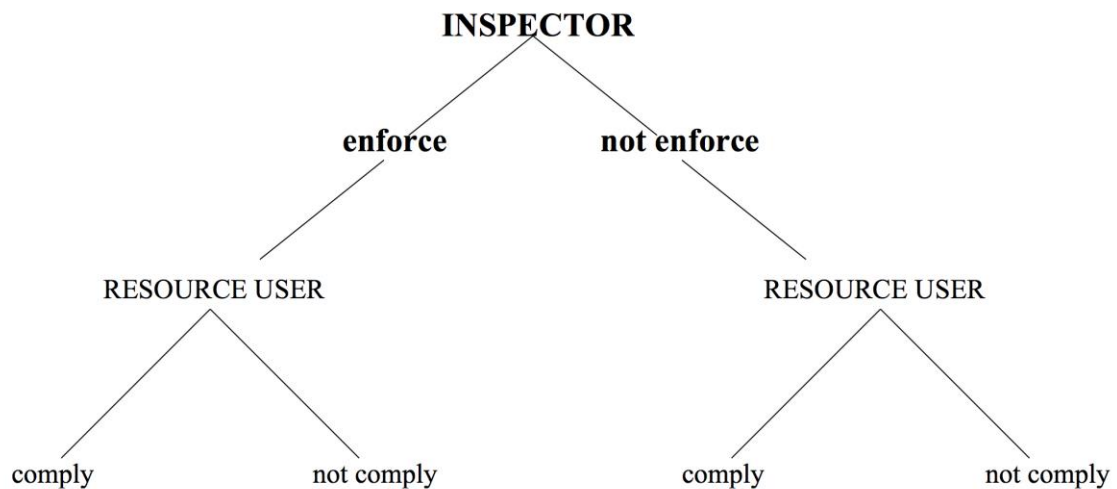 INSPECTOR
enforce not enforce
RESOURCE USER RESOURCE USER
comply not comply comply not comply